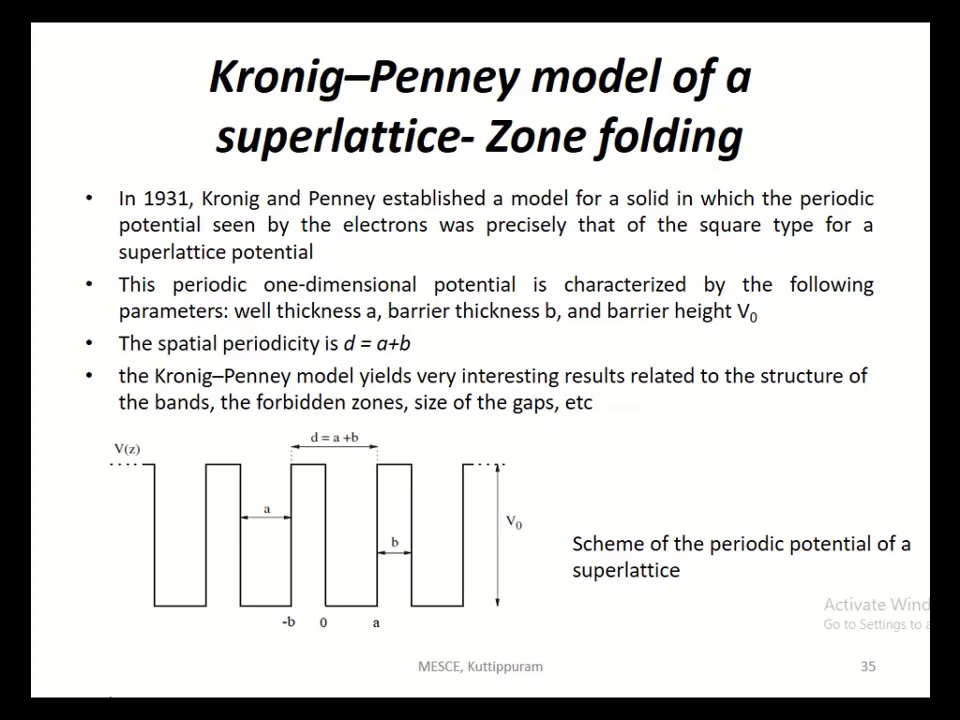 Kronig–Penney model of a
superlattice- Zone folding
• In 1931, Kronig and Penney established a model for a solid in which the periodic
potential seen by the electrons was precisely that of the square type for a
superlattice potential
• This periodic one-dimensional potential is characterized by the following
parameters: well thickness a, barrier thickness b, and barrier height V₀
• The spatial periodicity is d = a+b
• the Kronig–Penney model yields very interesting results related to the structure of
the bands, the forbidden zones, size of the gaps, etc
d = a +b
V(z)
a
V₀
b
-b 0 a
Scheme of the periodic potential of a
superlattice
Activate Wind
Go to Settings to a
MESCE, Kuttippuram
35